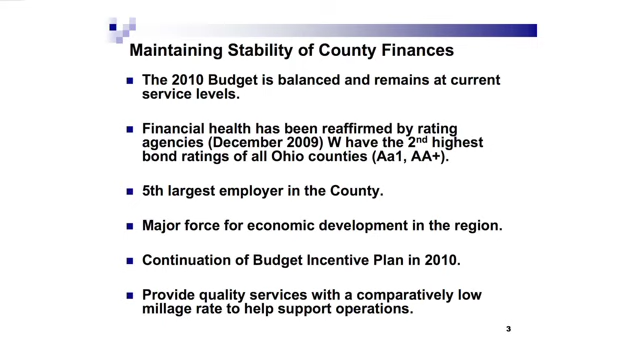 Maintaining Stability of County Finances
The 2010 Budget is balanced and remains at current
service levels.
Financial health has been reaffirmed by rating
agencies (December 2009) W have the 2nd highest
bond ratings of all Ohio counties (Aa1, AA+).
5th largest employer in the County.
Major force for economic development in the region.
Continuation of Budget Incentive Plan in 2010.
Provide quality services with a comparatively low
millage rate to help support operations.
3